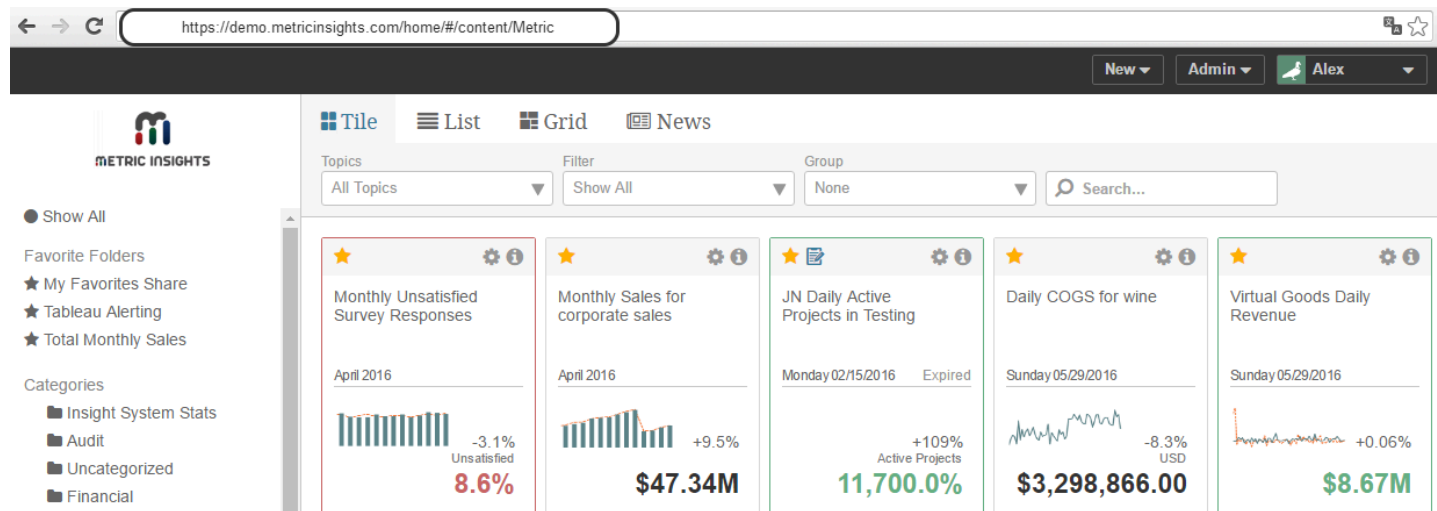 https://demo.metricinsights.com/home/#/content/Metric
New Admin Alex
METRIC INSIGHTS
Tile List Grid News
Topics Filter Group
All Topics Show All None Search...
Show All
Favorite Folders
My Favorites Share
Tableau Alerting
Total Monthly Sales
Categories
Insight System Stats
Audit
Uncategorized
Financial
Monthly Unsatisfied
Survey Responses
April 2016
-3.1%
Unsatisfied
8.6%
Monthly Sales for
corporate sales
April 2016
+9.5%
$47.34M
JN Daily Active
Projects in Testing
Monday 02/15/2016 Expired
+109%
Active Projects
11,700.0%
Daily COGS for wine
Sunday 05/29/2016
-8.3%
USD
$3,298,866.00
Virtual Goods Daily
Revenue
Sunday 05/29/2016
+0.06%
$8.67M